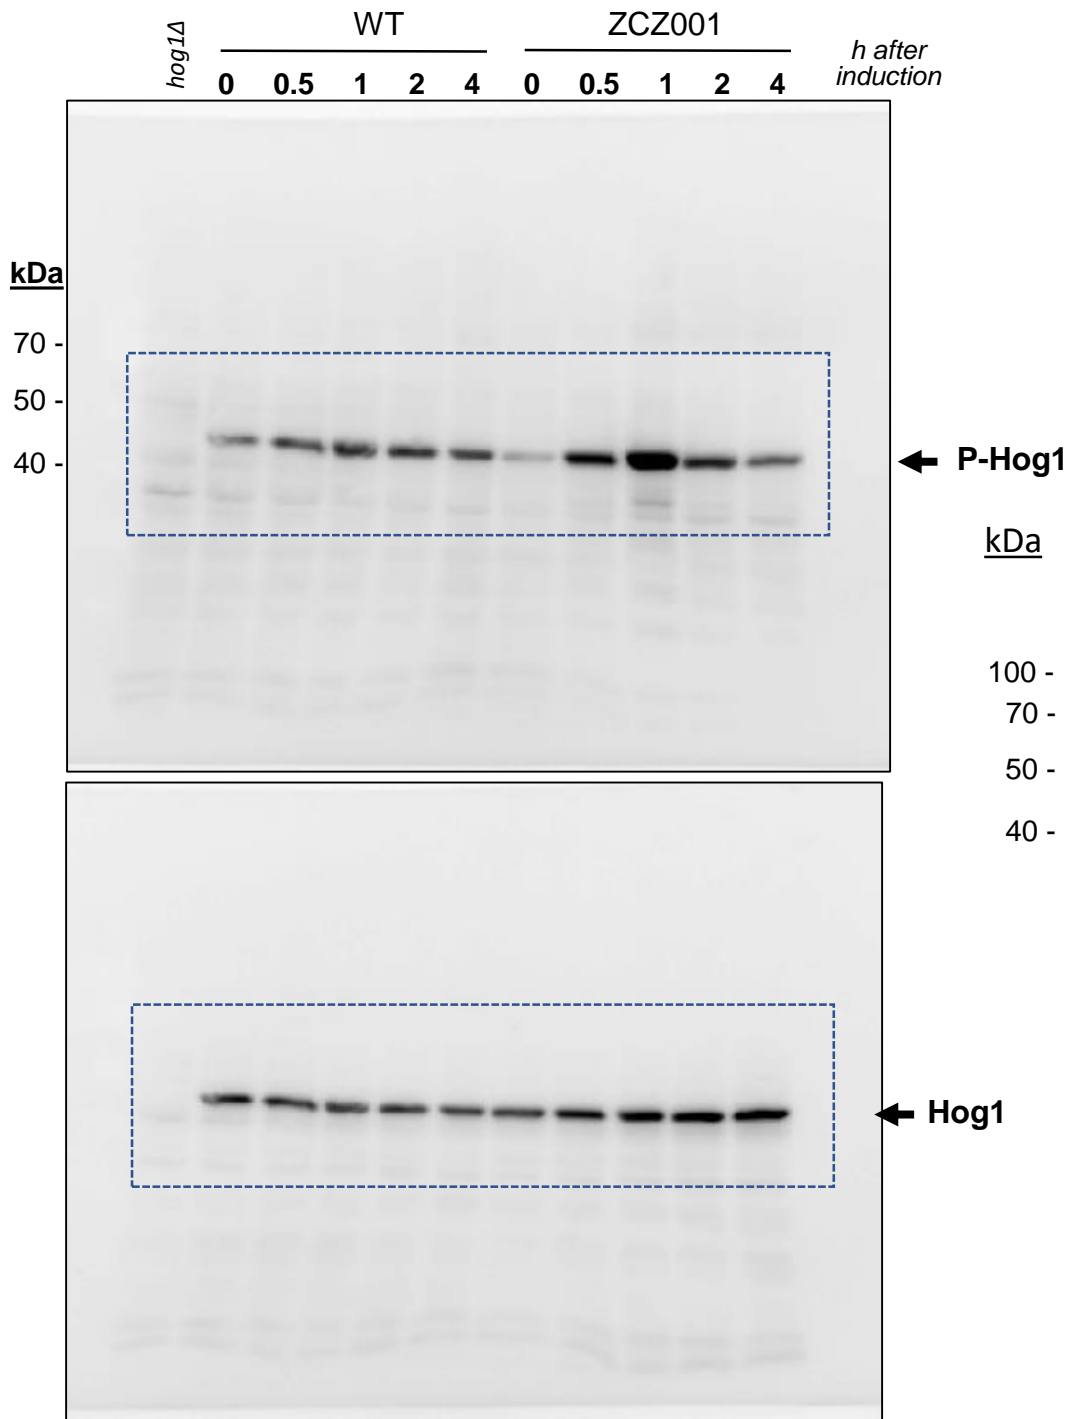 hog1Δ
WT
ZCZ001
0 0.5 1 2 4 0 0.5 1 2 4
h after
induction
kDa
70 -
50 -
40 -
P-Hog1
kDa
100 -
70 -
50 -
40 -
Hog1